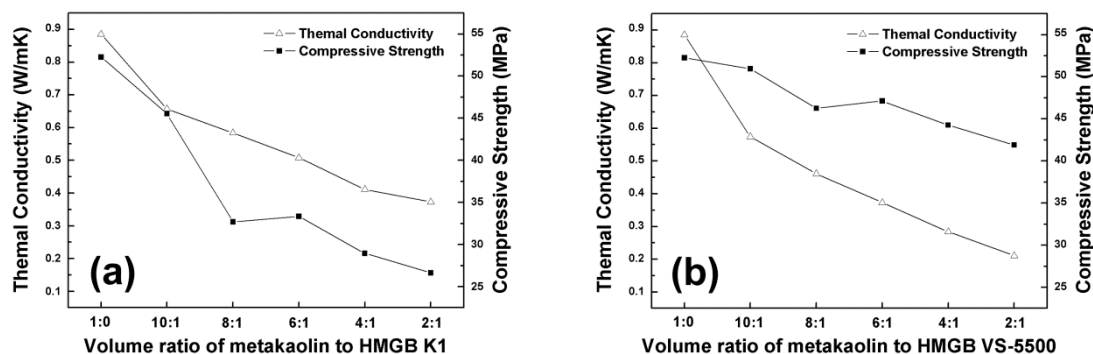 Themal Conductivity (W/mK)
0.9
0.8
0.7
0.6
0.5
0.4
0.3
0.2
0.1
Themal Conductivity
Compressive Strength
(a)
55
50
45
40
35
30
25
Compressive Strength (MPa)
1:0 10:1 8:1 6:1 4:1 2:1
Volume ratio of metakaolin to HMGB K1
Themal Conductivity (W/mK)
0.9
0.8
0.7
0.6
0.5
0.4
0.3
0.2
0.1
Themal Conductivity
Compressive Strength
(b)
55
50
45
40
35
30
25
Compressive Strength (MPa)
1:0 10:1 8:1 6:1 4:1 2:1
Volume ratio of metakaolin to HMGB VS-5500